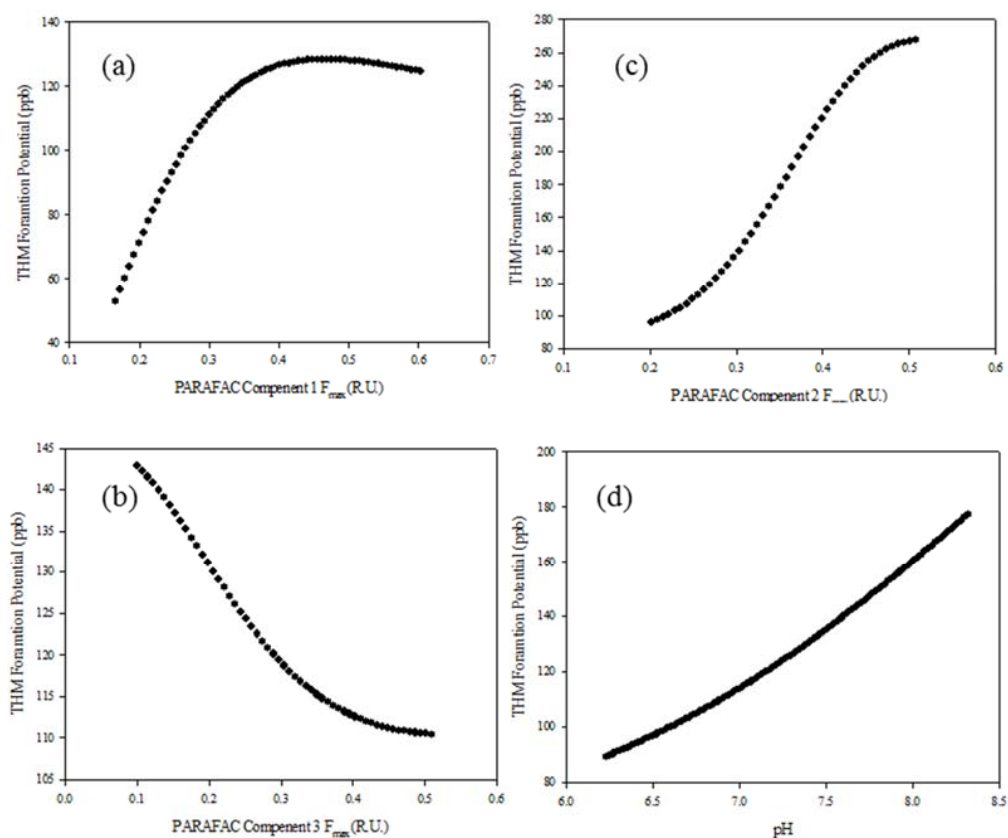 (a)
THM Foramtion Potential (ppb)
140
120
100
80
60
40
0.1 0.2 0.3 0.4 0.5 0.6 0.7
PARAFAC Compenent 1 Fmax (R.U.)
(c)
THM Foramtion Potential (ppb)
280
260
240
220
200
180
160
140
120
100
80
0.1 0.2 0.3 0.4 0.5 0.6
PARAFAC Compenent 2 F (R.U.)
(b)
THM Foramtion Potential (ppb)
145
140
135
130
125
120
115
110
105
0.0 0.1 0.2 0.3 0.4 0.5 0.6
PARAFAC Compenent 3 Fmax (R.U.)
(d)
THM Foramtion Potential (ppb)
200
180
160
140
120
100
80
6.0 6.5 7.0 7.5 8.0 8.5
pH